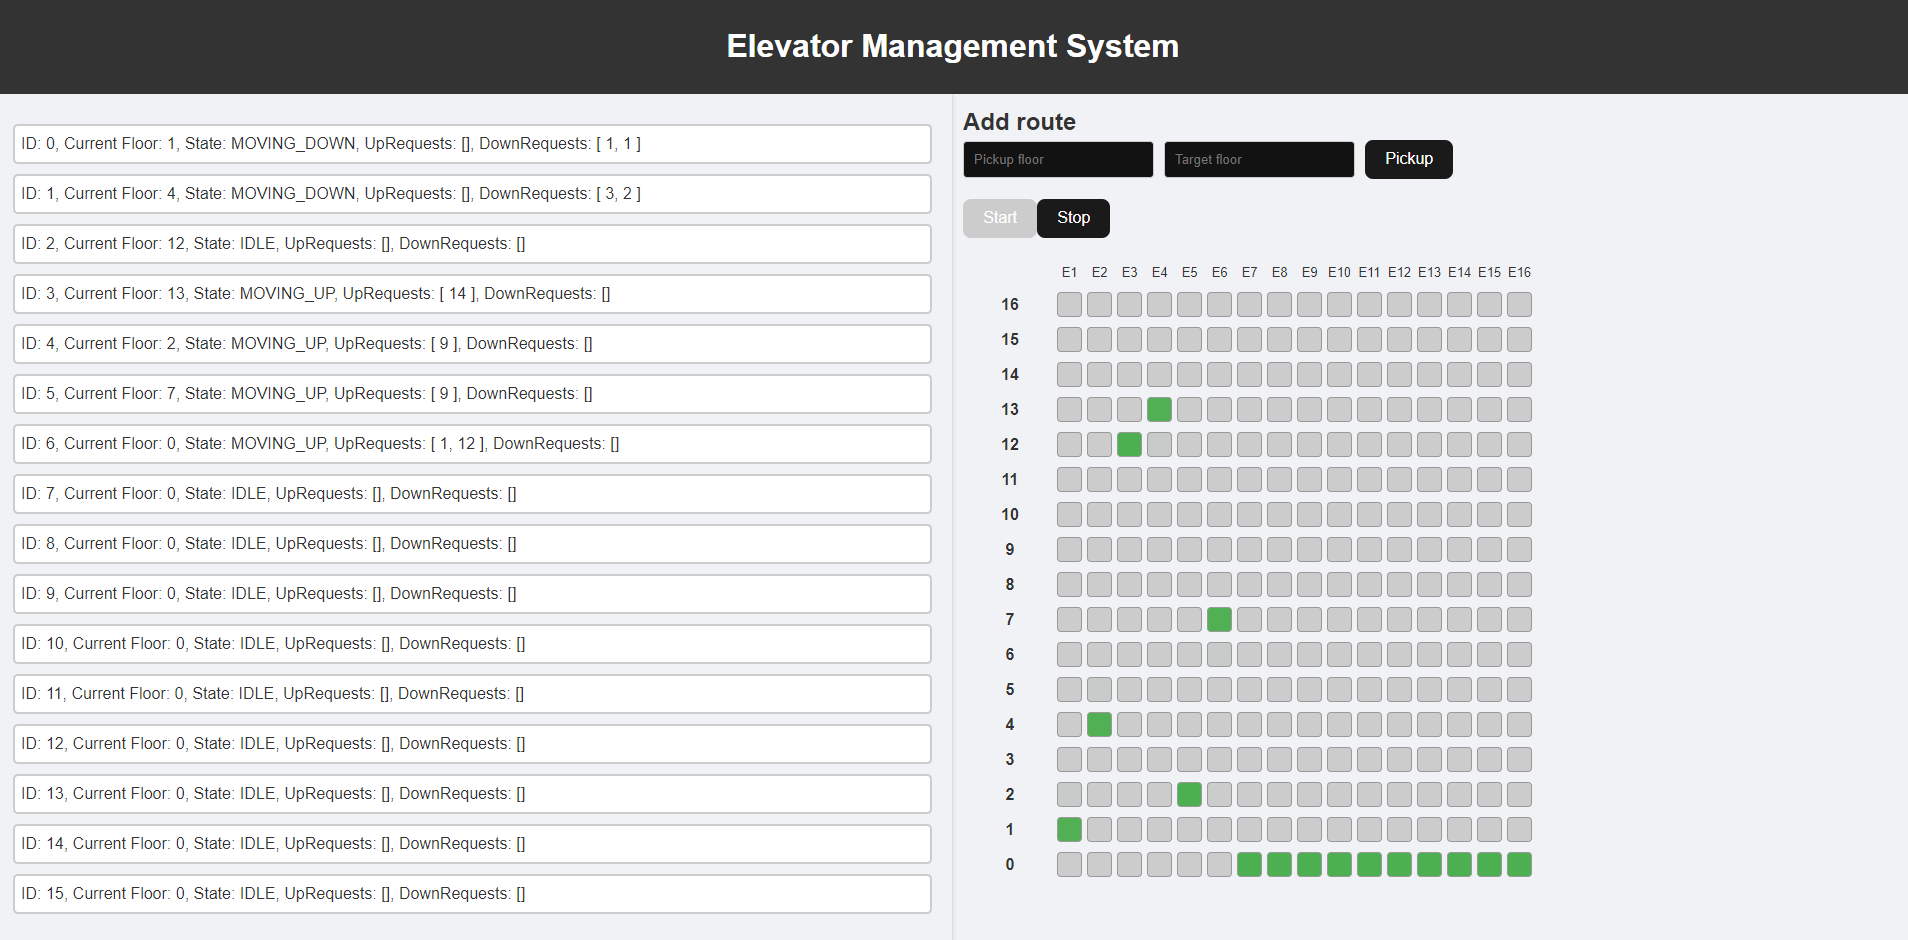 Elevator Management System
ID: 0, Current Floor: 1, State: MOVING_DOWN, UpRequests: [], DownRequests: [ 1, 1 ]
ID: 1, Current Floor: 4, State: MOVING_DOWN, UpRequests: [], DownRequests: [ 3, 2 ]
ID: 2, Current Floor: 12, State: IDLE, UpRequests: [], DownRequests: []
ID: 3, Current Floor: 13, State: MOVING_UP, UpRequests: [ 14 ], DownRequests: []
ID: 4, Current Floor: 2, State: MOVING_UP, UpRequests: [ 9 ], DownRequests: []
ID: 5, Current Floor: 7, State: MOVING_UP, UpRequests: [ 9 ], DownRequests: []
ID: 6, Current Floor: 0, State: MOVING_UP, UpRequests: [ 1, 12 ], DownRequests: []
ID: 7, Current Floor: 0, State: IDLE, UpRequests: [], DownRequests: []
ID: 8, Current Floor: 0, State: IDLE, UpRequests: [], DownRequests: []
ID: 9, Current Floor: 0, State: IDLE, UpRequests: [], DownRequests: []
ID: 10, Current Floor: 0, State: IDLE, UpRequests: [], DownRequests: []
ID: 11, Current Floor: 0, State: IDLE, UpRequests: [], DownRequests: []
ID: 12, Current Floor: 0, State: IDLE, UpRequests: [], DownRequests: []
ID: 13, Current Floor: 0, State: IDLE, UpRequests: [], DownRequests: []
ID: 14, Current Floor: 0, State: IDLE, UpRequests: [], DownRequests: []
ID: 15, Current Floor: 0, State: IDLE, UpRequests: [], DownRequests: []
Add route
Pickup floor Target floor Pickup
Start Stop
E1 E2 E3 E4 E5 E6 E7 E8 E9 E10 E11 E12 E13 E14 E15 E16
16
15
14
13
12
11
10
9
8
7
6
5
4
3
2
1
0